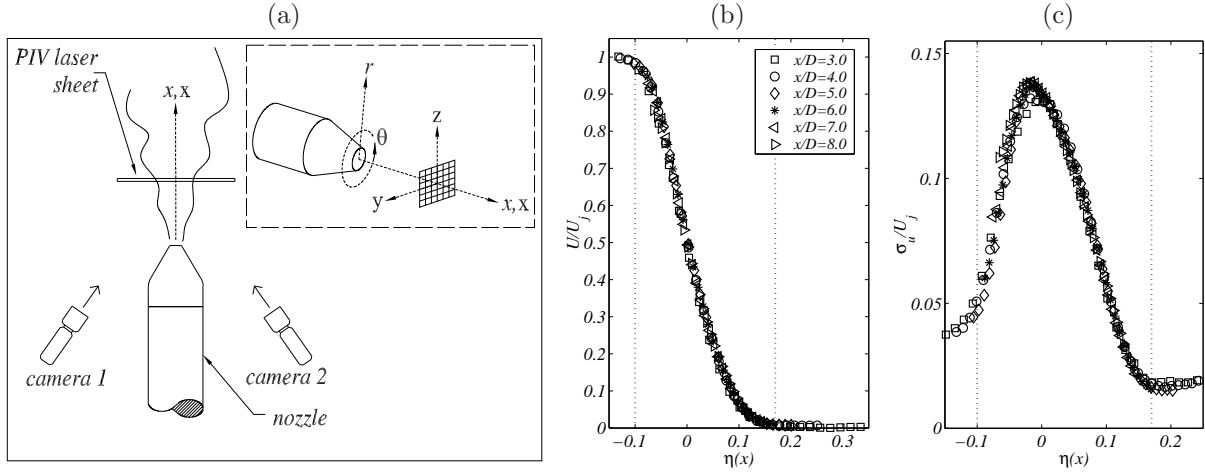 (a)
PIV laser
sheet
x,x
r
θ
z
y
x,x
camera 1
camera 2
nozzle
(b)
U/U_j
1
0.9
0.8
0.7
0.6
0.5
0.4
0.3
0.2
0.1
0
−0.1
0
0.1
0.2
0.3
η(x)
x/D=3.0
x/D=4.0
x/D=5.0
x/D=6.0
x/D=7.0
x/D=8.0
(c)
σ_u/U_j
0.15
0.1
0.05
0
−0.1
0
0.1
0.2
η(x)